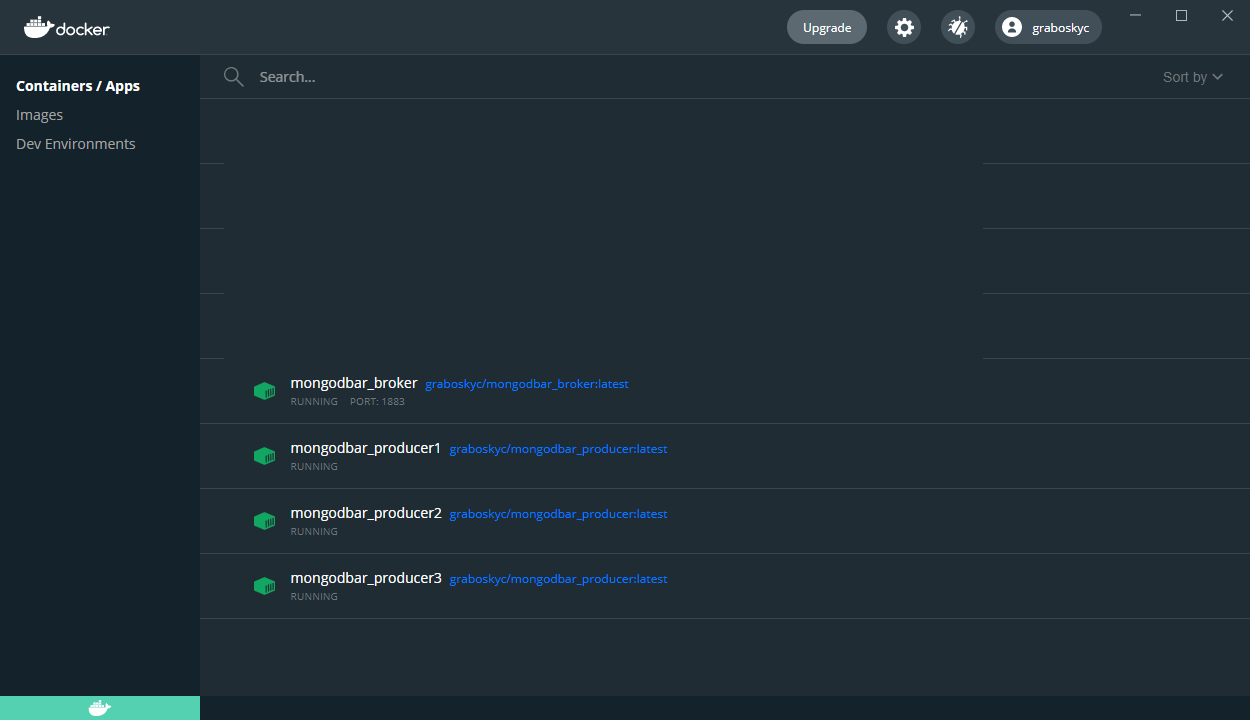 docker
Upgrade
graboskyc
Containers / Apps
Images
Dev Environments
Search...
Sort by
mongodbar_broker graboskyc/mongodbar_broker:latest
RUNNING PORT: 1883
mongodbar_producer1 graboskyc/mongodbar_producer:latest
RUNNING
mongodbar_producer2 graboskyc/mongodbar_producer:latest
RUNNING
mongodbar_producer3 graboskyc/mongodbar_producer:latest
RUNNING